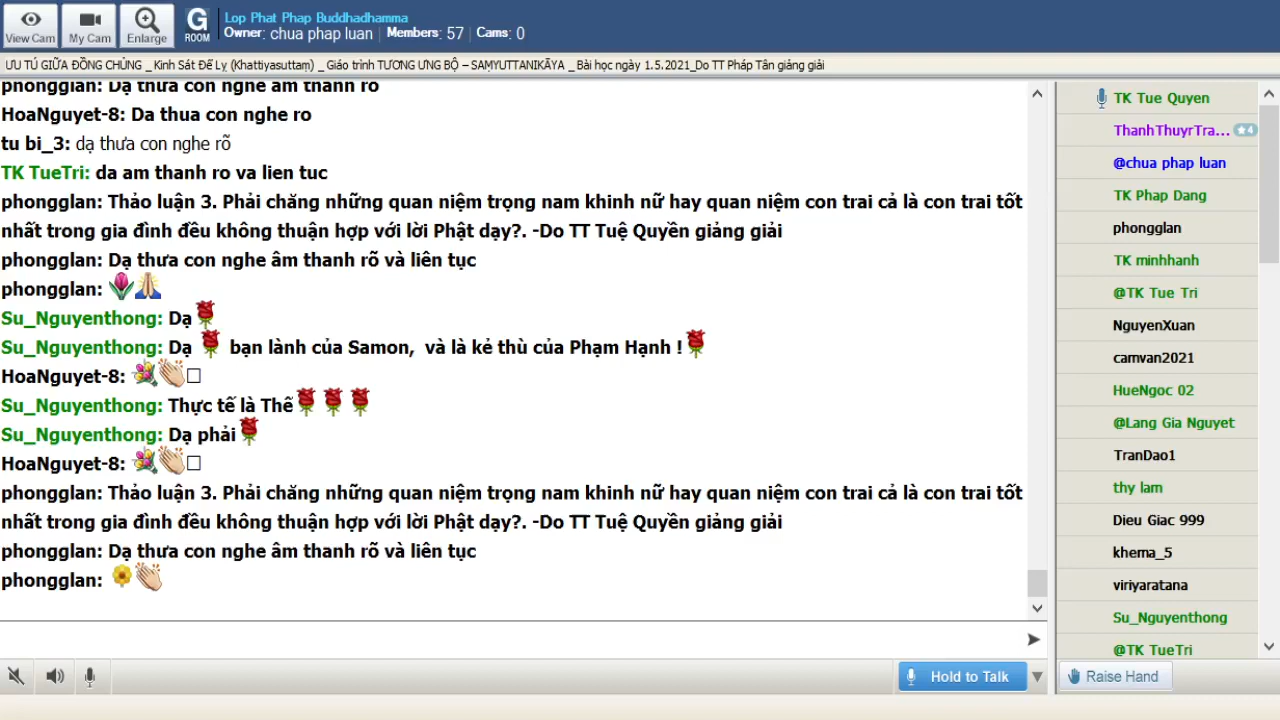 View Cam
My Cam
Enlarge
G
ROOM
Lop Phat Phap Buddhadhamma
Owner: chua phap luan Members: 57 Cams: 0
ƯU TÚ GIỮA ĐỒNG CHỦNG _Kinh Sát Đế Lỵ (Khattiyasuttaṃ) _Giáo trình TƯƠNG ƯNG BỘ – SAṂYUTTANIKĀYA _Bài học ngày 1.5.2021_Do TT Pháp Tân giảng giải
phongglan: Dạ thưa con nghe âm thanh rõ
HoaNguyet-8: Da thua con nghe ro
tu bi_3: dạ thưa con nghe rõ
TK TueTri: da am thanh ro va lien tuc
phongglan: Thảo luận 3. Phải chăng những quan niệm trọng nam khinh nữ hay quan niệm con trai cả là con trai tốt
nhất trong gia đình đều không thuận hợp với lời Phật dạy?. -Do TT Tuệ Quyền giảng giải
phongglan: Dạ thưa con nghe âm thanh rõ và liên tục
phongglan: 🌷🙏
Su_Nguyenthong: Dạ🌹
Su_Nguyenthong: Dạ 🌹 bạn lành của Samon, và là kẻ thù của Phạm Hạnh !🌹
HoaNguyet-8: 💐👏□
Su_Nguyenthong: Thực tế là Thế🌹🌹🌹
Su_Nguyenthong: Dạ phải🌹
HoaNguyet-8: 💐👏□
phongglan: Thảo luận 3. Phải chăng những quan niệm trọng nam khinh nữ hay quan niệm con trai cả là con trai tốt
nhất trong gia đình đều không thuận hợp với lời Phật dạy?. -Do TT Tuệ Quyền giảng giải
phongglan: Dạ thưa con nghe âm thanh rõ và liên tục
phongglan: 🌼👏
TK Tue Quyen
ThanhThuyrTra... ★4
@chua phap luan
TK Phap Dang
phongglan
TK minhhanh
@TK Tue Tri
NguyenXuan
camvan2021
HueNgoc 02
@Lang Gia Nguyet
TranDao1
thy lam
Dieu Giac 999
khema_5
viriyaratana
Su_Nguyenthong
@TK TueTri
Hold to Talk
Raise Hand